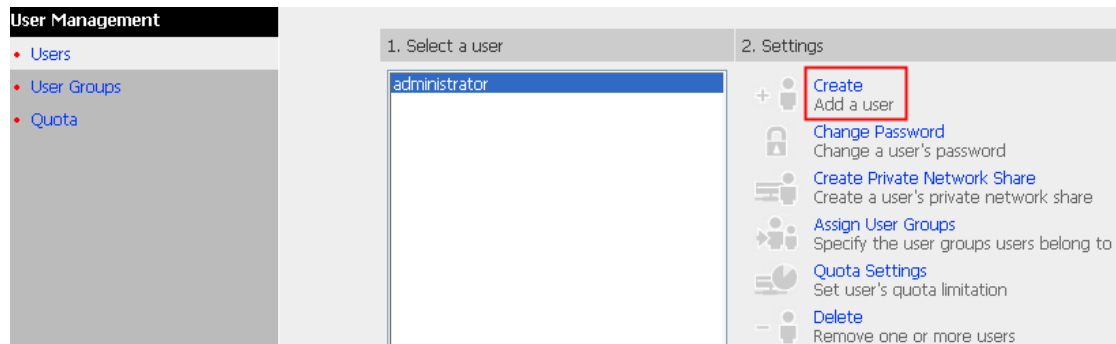 User Management
• Users
• User Groups
• Quota
1. Select a user
administrator
2. Settings
Create
Add a user
Change Password
Change a user's password
Create Private Network Share
Create a user's private network share
Assign User Groups
Specify the user groups users belong to
Quota Settings
Set user's quota limitation
Delete
Remove one or more users